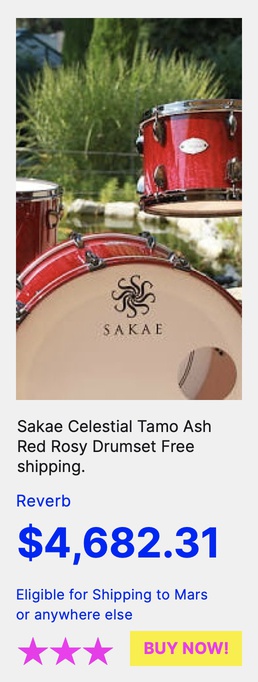 SAKAE
Sakae Celestial Tamo Ash
Red Rosy Drumset Free
shipping.
Reverb
$4,682.31
Eligible for Shipping to Mars
or anywhere else
BUY NOW!